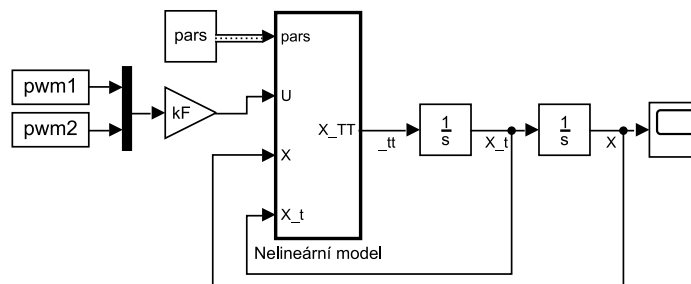 pars
pars
pwm1
pwm2
kF
U
X_TT
_tt
1
s
X_t
1
s
X
X
X_t
Nelineární model